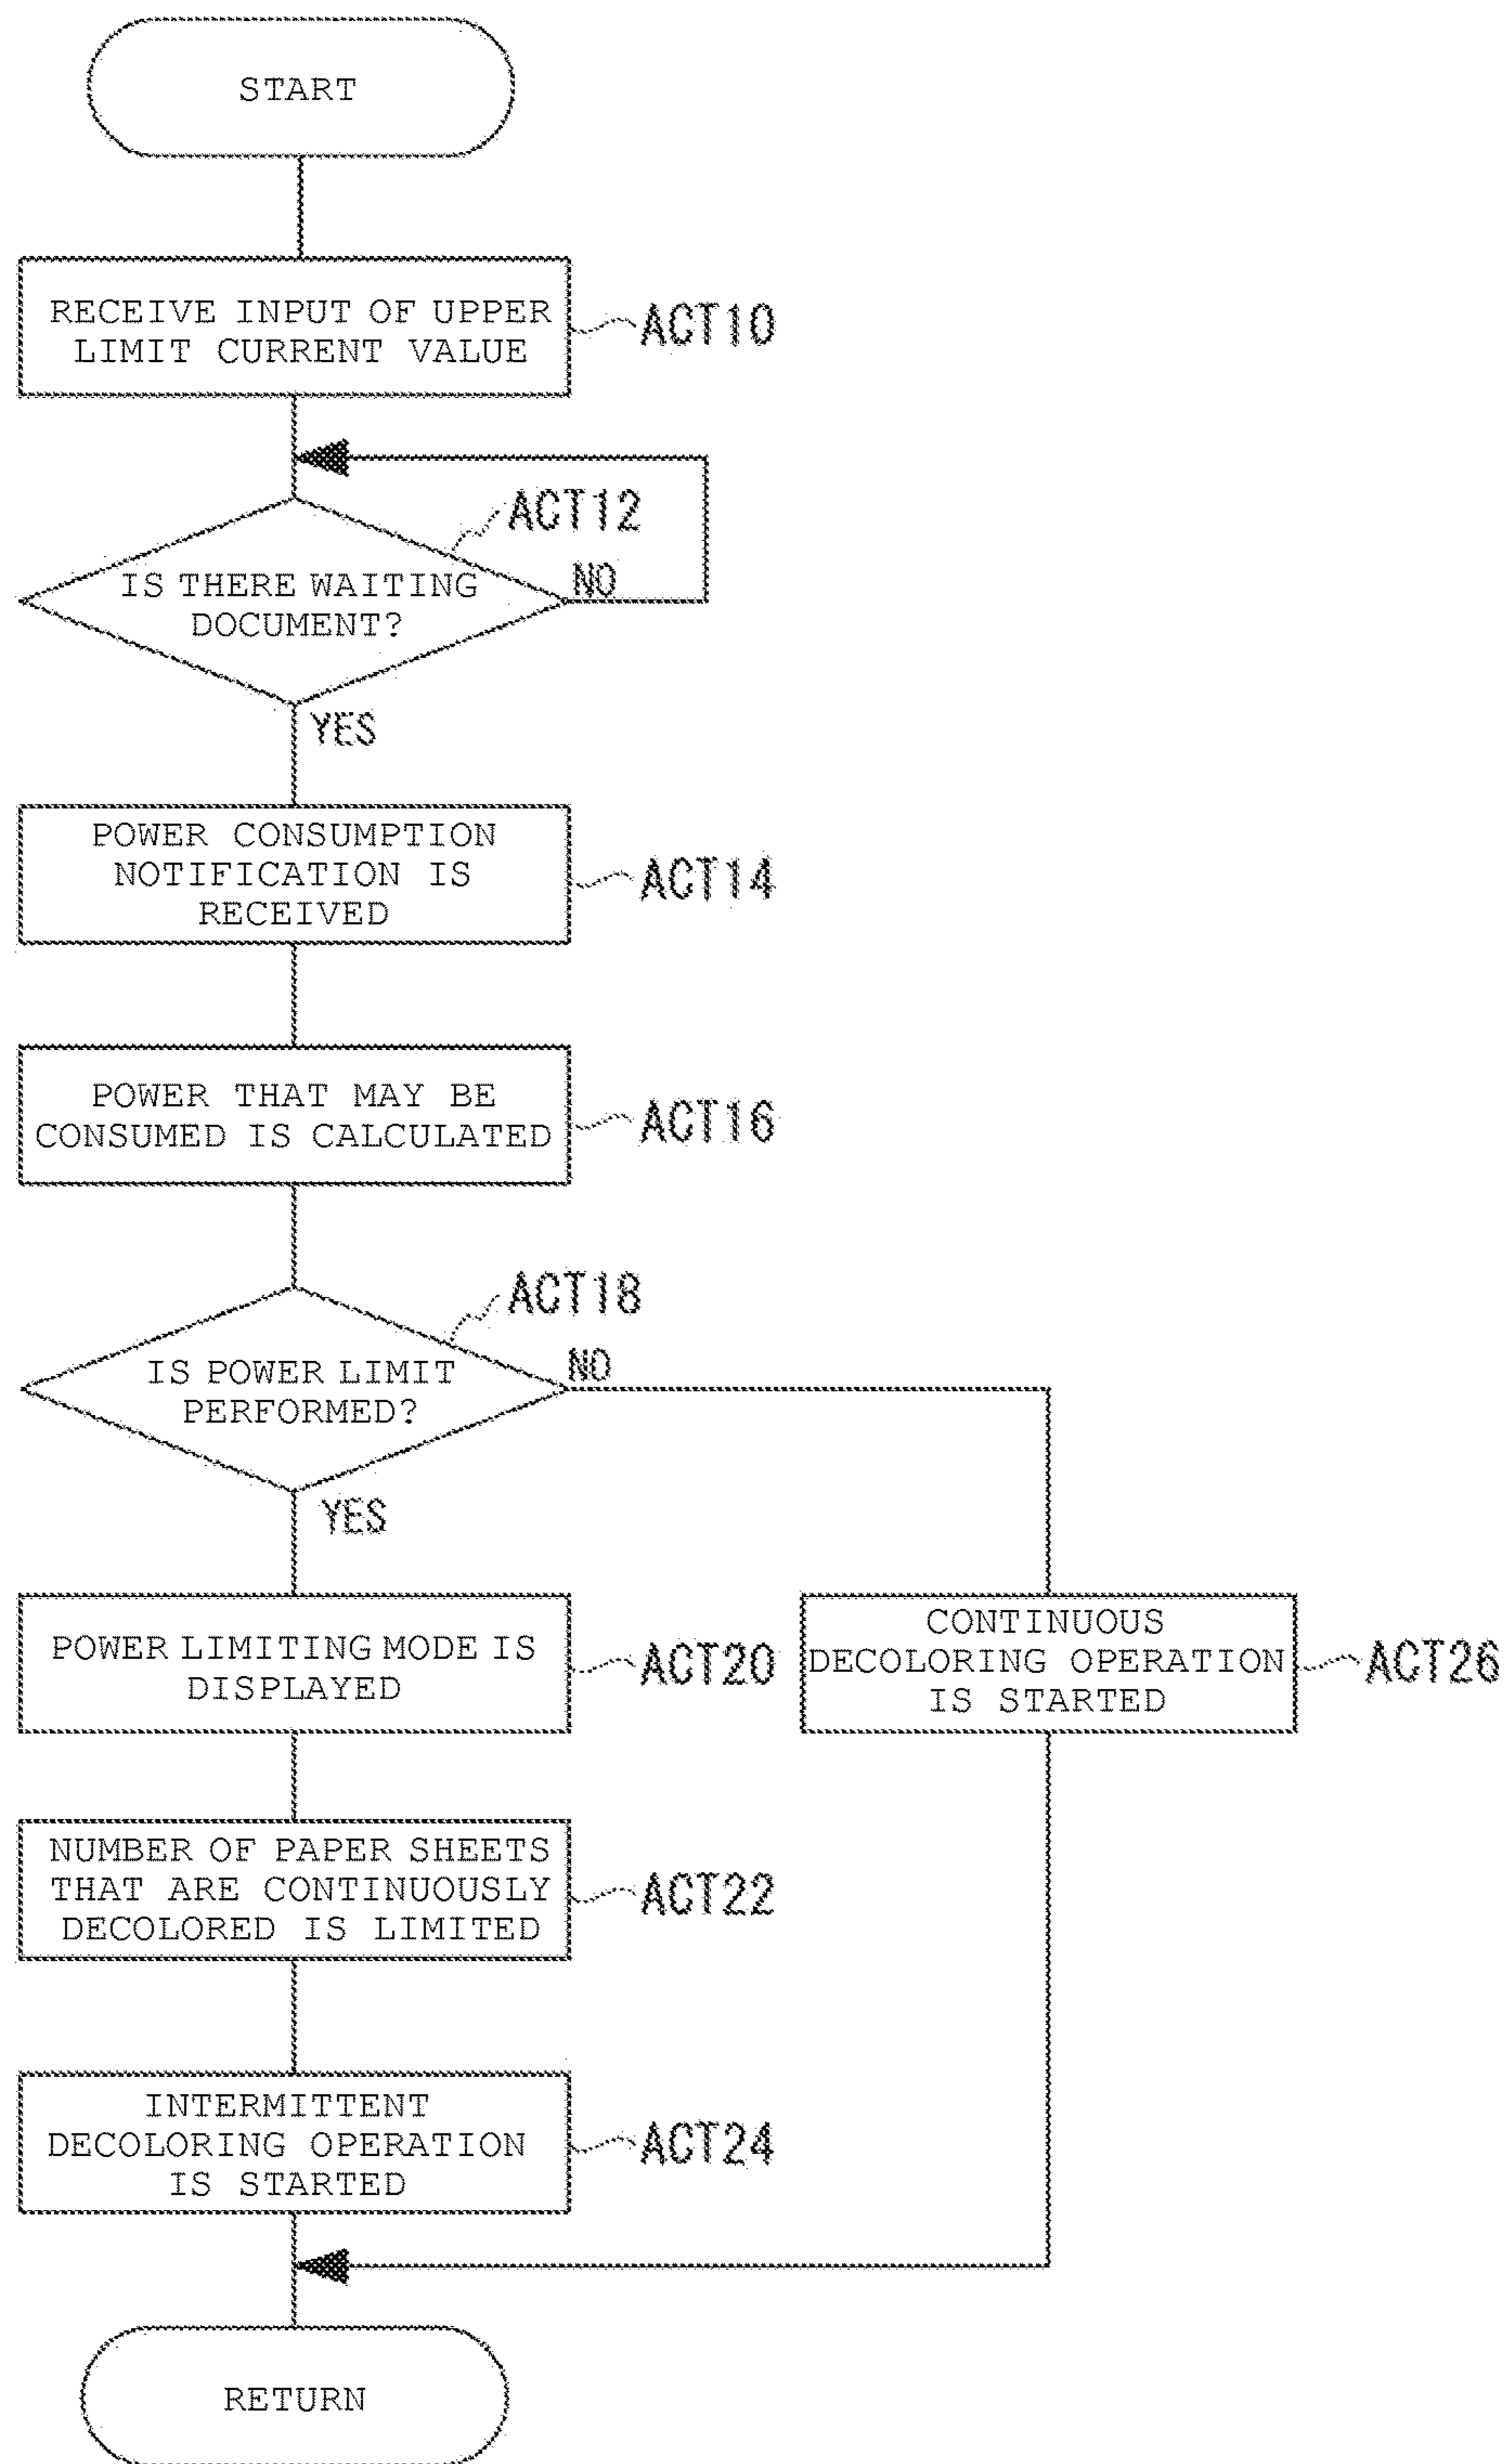 START
RECEIVE INPUT OF UPPER
LIMIT CURRENT VALUE
ACT10
ACT12
IS THERE WAITING
DOCUMENT?
NO
YES
POWER CONSUMPTION
NOTIFICATION IS
RECEIVED
ACT14
POWER THAT MAY BE
CONSUMED IS CALCULATED
ACT16
ACT18
IS POWER LIMIT
PERFORMED?
NO
YES
POWER LIMITING MODE IS
DISPLAYED
ACT20
CONTINUOUS
DECOLORING OPERATION
IS STARTED
ACT26
NUMBER OF PAPER SHEETS
THAT ARE CONTINUOUSLY
DECOLORED IS LIMITED
ACT22
INTERMITTENT
DECOLORING OPERATION
IS STARTED
ACT24
RETURN